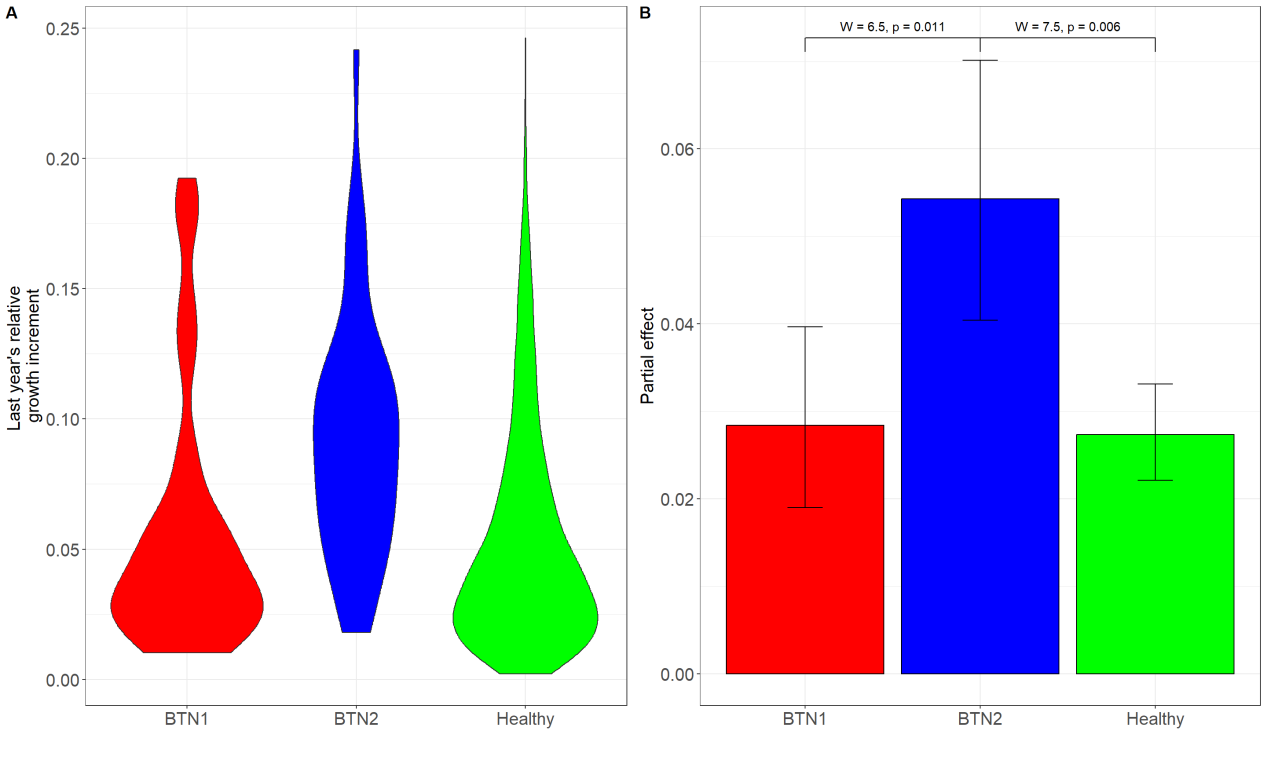 A
Last year's relative
growth increment
0.25
0.20
0.15
0.10
0.05
0.00
BTN1 BTN2 Healthy
B
Partial effect
W = 6.5, p = 0.011 W = 7.5, p = 0.006
0.06
0.04
0.02
0.00
BTN1 BTN2 Healthy